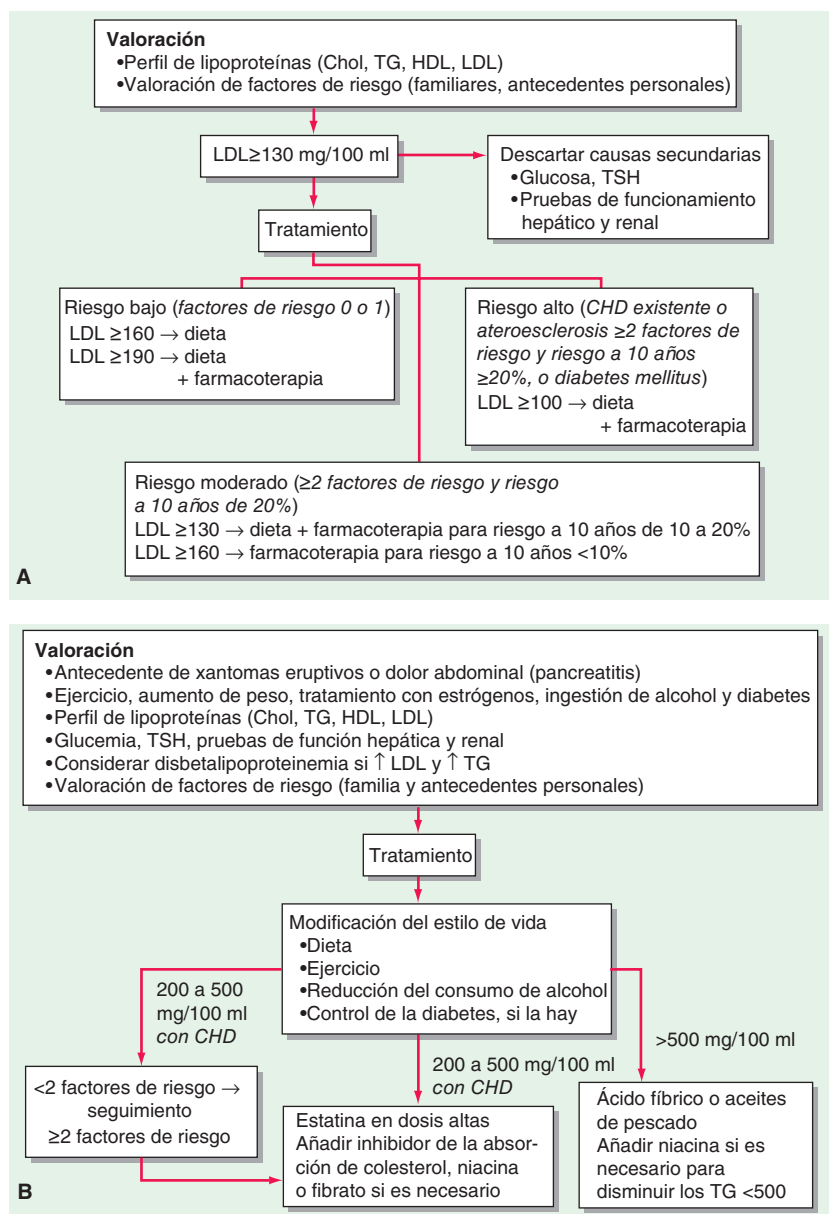 Valoración
•Perfil de lipoproteínas (Chol, TG, HDL, LDL)
•Valoración de factores de riesgo (familiares, antecedentes personales)
LDL≥130 mg/100 ml
Descartar causas secundarias
•Glucosa, TSH
•Pruebas de funcionamiento
hepático y renal
Tratamiento
Riesgo bajo (factores de riesgo 0 o 1)
LDL ≥160 → dieta
LDL ≥190 → dieta
+ farmacoterapia
Riesgo alto (CHD existente o
ateroesclerosis ≥2 factores de
riesgo y riesgo a 10 años
≥20%, o diabetes mellitus)
LDL ≥100 → dieta
+ farmacoterapia
Riesgo moderado (≥2 factores de riesgo y riesgo
a 10 años de 20%)
LDL ≥130 → dieta + farmacoterapia para riesgo a 10 años de 10 a 20%
LDL ≥160 → farmacoterapia para riesgo a 10 años <10%
A
Valoración
•Antecedente de xantomas eruptivos o dolor abdominal (pancreatitis)
•Ejercicio, aumento de peso, tratamiento con estrógenos, ingestión de alcohol y diabetes
•Perfil de lipoproteínas (Chol, TG, HDL, LDL)
•Glucemia, TSH, pruebas de función hepática y renal
•Considerar disbetalipoproteinemia si ↑ LDL y ↑ TG
•Valoración de factores de riesgo (familia y antecedentes personales)
Tratamiento
Modificación del estilo de vida
•Dieta
•Ejercicio
•Reducción del consumo de alcohol
•Control de la diabetes, si la hay
200 a 500
mg/100 ml
con CHD
200 a 500 mg/100 ml
con CHD
>500 mg/100 ml
<2 factores de riesgo →
seguimiento
≥2 factores de riesgo
Estatina en dosis altas
Añadir inhibidor de la absor-
ción de colesterol, niacina
o fibrato si es necesario
Ácido fíbrico o aceites
de pescado
Añadir niacina si es
necesario para
disminuir los TG <500
B